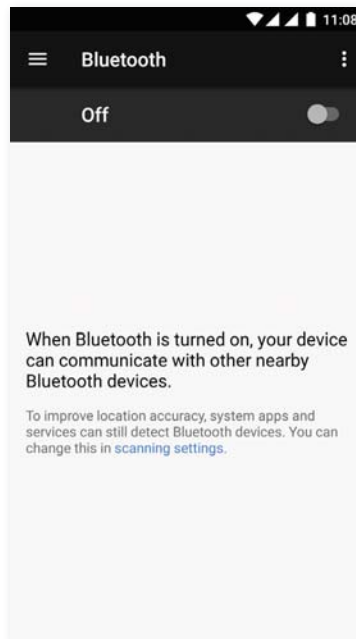 11:08
Bluetooth
Off
When Bluetooth is turned on, your device
can communicate with other nearby
Bluetooth devices.
To improve location accuracy, system apps and
services can still detect Bluetooth devices. You can
change this in scanning settings.